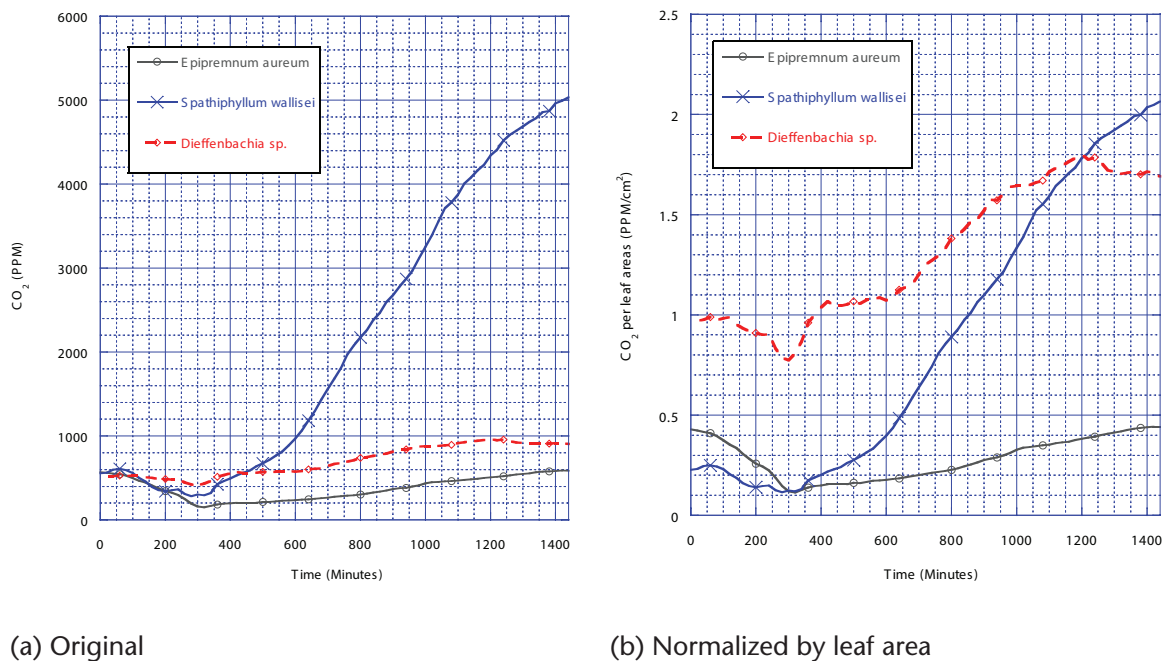 6000
5000
4000
3000
2000
1000
0
CO2 (PPM)
Epipremnum aureum
Spathiphyllum wallisei
Dieffenbachia sp.
0 200 400 600 800 1000 1200 1400
Time (Minutes)
(a) Original
2.5
2
1.5
1
0.5
0
CO2 per leaf areas (PPM/cm²)
Epipremnum aureum
Spathiphyllum wallisei
Dieffenbachia sp.
0 200 400 600 800 1000 1200 1400
Time (Minutes)
(b) Normalized by leaf area